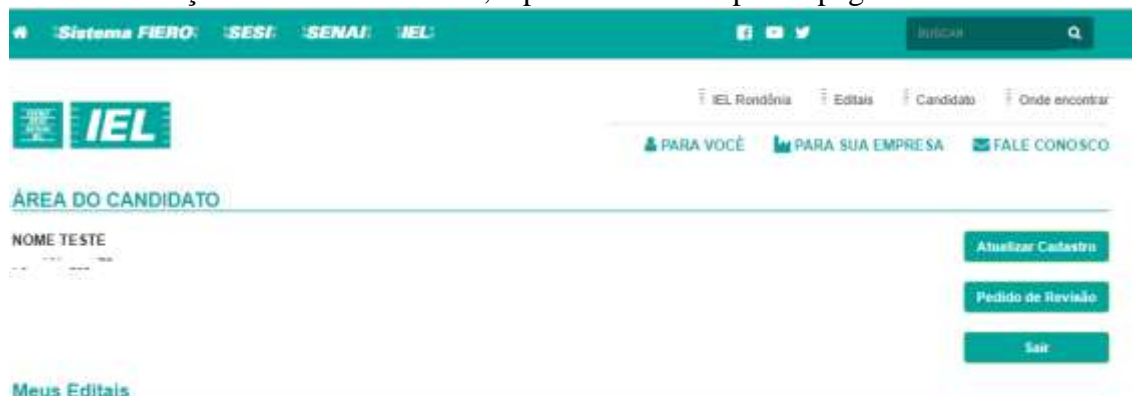 Sistema FIERO SESI SENAI IEL BUSCAR
IEL Rondônia Editais Candidato Onde encontrar
IEL
PARA VOCÊ PARA SUA EMPRESA FALE CONOSCO
ÁREA DO CANDIDATO
NOME TESTE
Atualizar Cadastro
Pedido de Revisão
Sair
Meus Editais